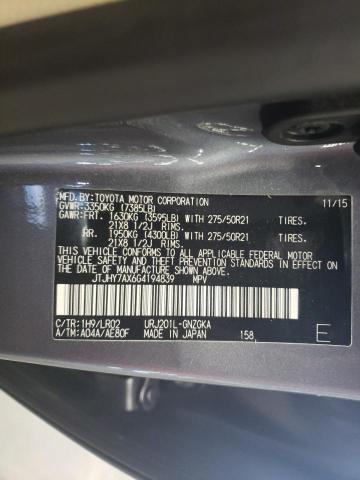 MFD. BY: TOYOTA MOTOR CORPORATION 11/15
GVWR: 3350KG (7385LB)
GAWR: FRT. 1630KG (3595LB) WITH 275/50R21 TIRES.
21X8 1/2J RIMS.
RR. 1950KG (4300LB) WITH 275/50R21 TIRES.
21X8 1/2J RIMS.
THIS VEHICLE CONFORMS TO ALL APPLICABLE
FEDERAL MOTOR VEHICLE SAFETY AND
STANDARDS IN EFFECT ON THE DATE OF
MANUFACTURE SHOWN ABOVE.
JTJHY7AX6G4194839 MPV
C/TR: 1H9/LR02 URJ201L-GNZGKA
A/TM: A04A/AE80F MADE IN JAPAN 158 E